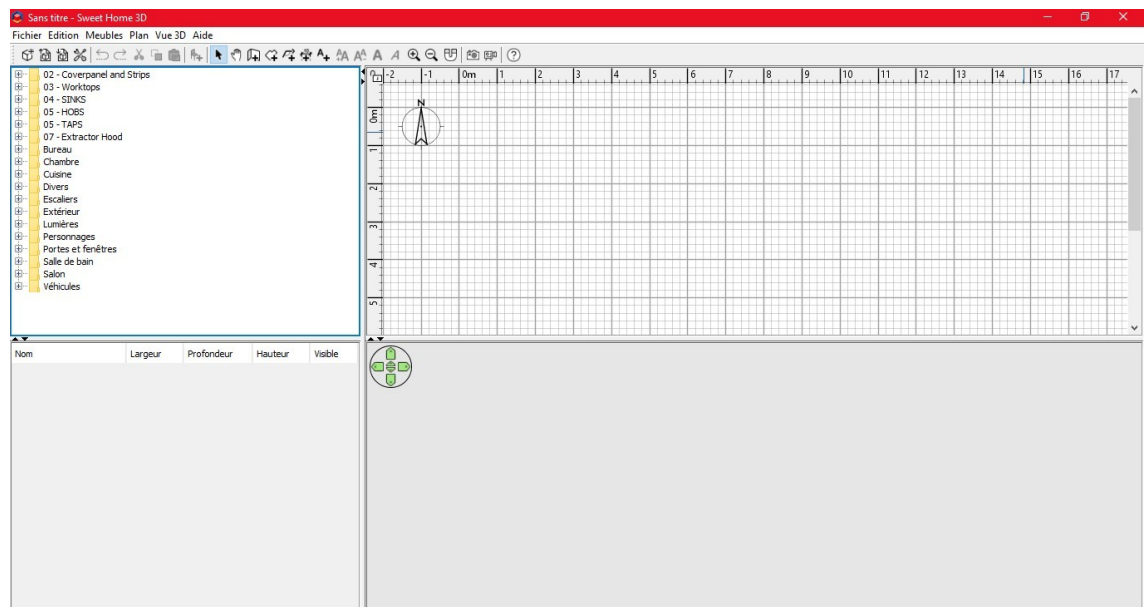 Sans titre - Sweet Home 3D
Fichier Edition Meubles Plan Vue 3D Aide
02 - Coverpanel and Strips
03 - Worktops
04 - SINKS
05 - HOBS
05 - TAPS
07 - Extractor Hood
Bureau
Chambre
Cuisine
Divers
Escaliers
Extérieur
Lumières
Personnages
Portes et fenêtres
Salle de bain
Salon
Véhicules
-2 -1 0m 1 2 3 4 5 6 7 8 9 10 11 12 13 14 15 16 17
N
0m
1
2
3
4
5
Nom Largeur Profondeur Hauteur Visible